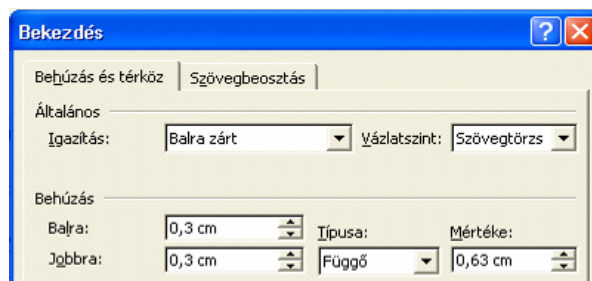 Bekezdés
Behúzás és térköz Szövegbeosztás
Általános
Igazítás: Balra zárt Vázlatszint: Szövegtörzs
Behúzás
Balra: 0,3 cm Típusa: Mértéke:
Jobbra: 0,3 cm Függő 0,63 cm